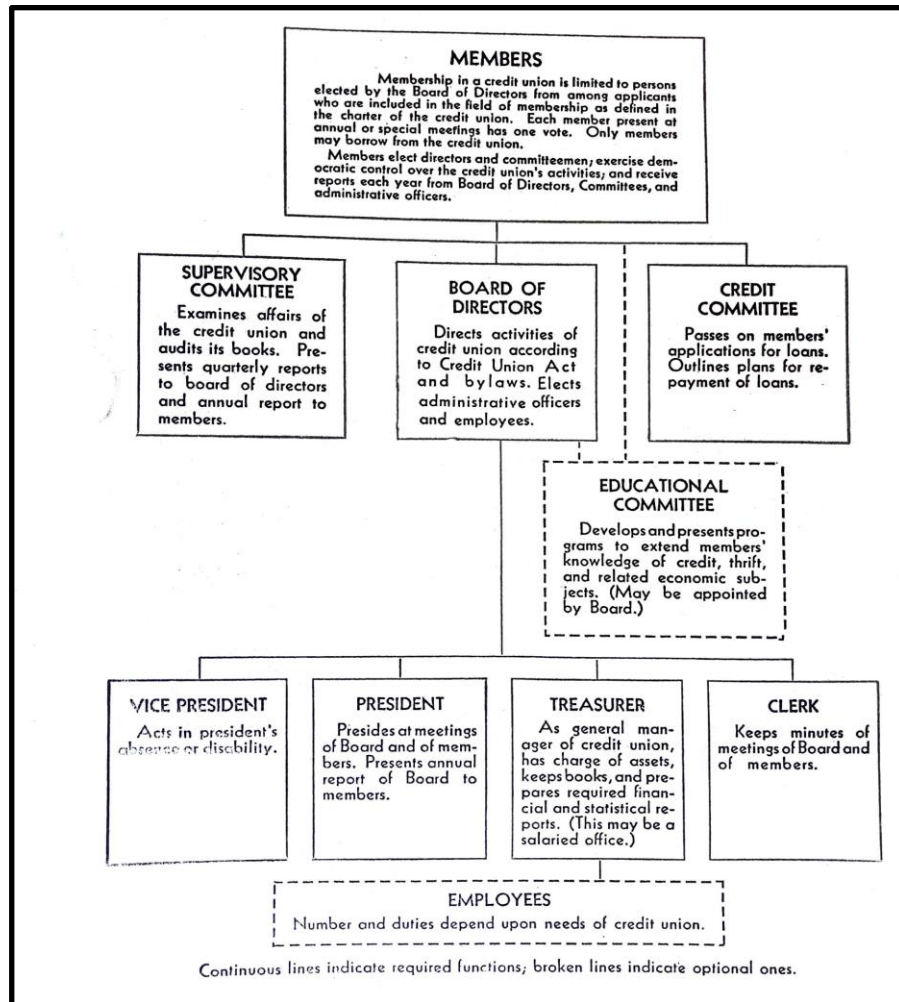 MEMBERS
Membership in a credit union is limited to persons
elected by the Board of Directors from among applicants
who are included in the field of membership as defined in
the charter of the credit union. Each member present at
annual or special meetings has one vote. Only members
may borrow from the credit union.
Members elect directors and committeemen; exercise dem-
ocratic control over the credit union's activities; and receive
reports each year from Board of Directors, Committees, and
administrative officers.
SUPERVISORY
COMMITTEE
Examines affairs of
the credit union and
audits its books. Pre-
sents quarterly reports
to board of directors
and annual report to
members.
BOARD OF
DIRECTORS
Directs activities of
credit union according
to Credit Union Act
and bylaws. Elects
administrative officers
and employees.
CREDIT
COMMITTEE
Passes on members'
applications for loans.
Outlines plans for re-
payment of loans.
EDUCATIONAL
COMMITTEE
Develops and presents pro-
grams to extend members'
knowledge of credit, thrift,
and related economic sub-
jects. (May be appointed
by Board.)
VICE PRESIDENT
Acts in president's
absence or disability.
PRESIDENT
Presides at meetings
of Board and of mem-
bers. Presents annual
report of Board to
members.
TREASURER
As general man-
ager of credit union,
has charge of assets,
keeps books, and pre-
pares required finan-
cial and statistical re-
ports. (This may be a
salaried office.)
CLERK
Keeps minutes of
meetings of Board and
of members.
EMPLOYEES
Number and duties depend upon needs of credit union.
Continuous lines indicate required functions; broken lines indicate optional ones.